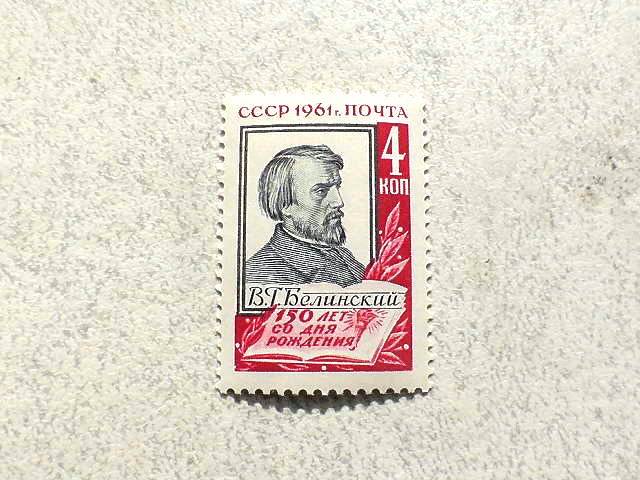 СССР 1961г. ПОЧТА
4
КОП
В.Г.Белинский
150 ЛЕТ
СО ДНЯ
РОЖДЕНИЯ